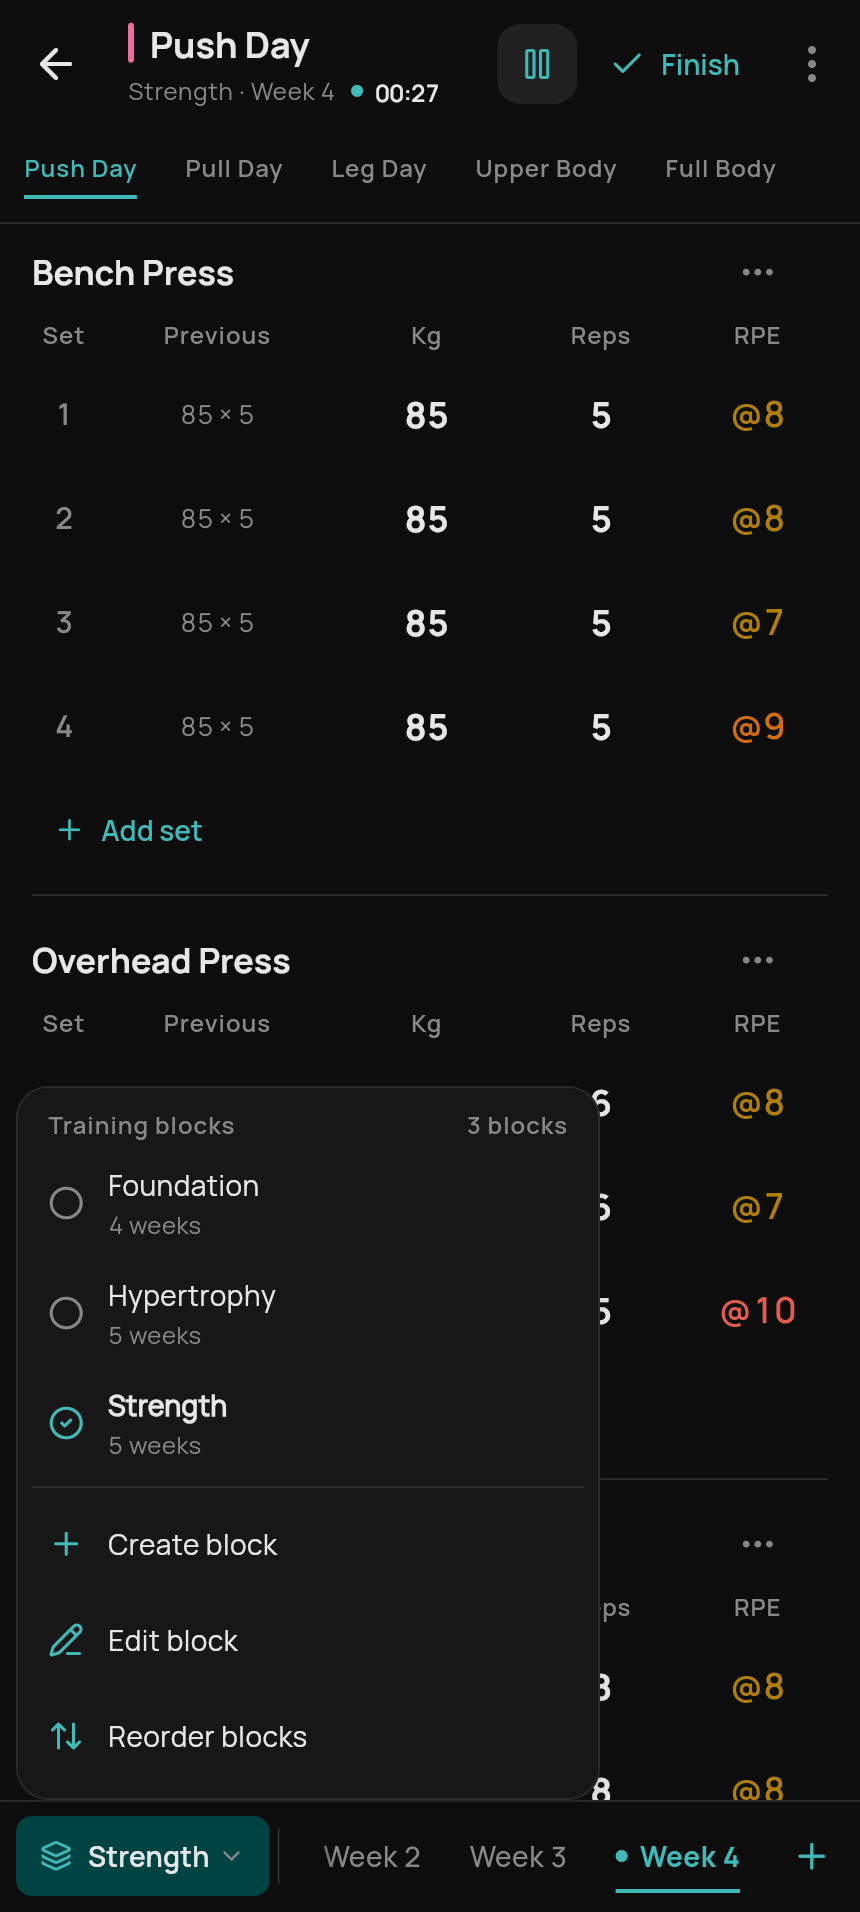 Push Day
Strength · Week 4 • 00:27
Finish
Push Day Pull Day Leg Day Upper Body Full Body
Bench Press
Set Previous Kg Reps RPE
1 85 × 5 85 5 @8
2 85 × 5 85 5 @8
3 85 × 5 85 5 @7
4 85 × 5 85 5 @9
+ Add set
Overhead Press
Set Previous Kg Reps RPE
@8
@7
@10
Training blocks 3 blocks
Foundation
4 weeks
Hypertrophy
5 weeks
Strength
5 weeks
Create block
Edit block
Reorder blocks
RPE
@8
8 @8
Strength Week 2 Week 3 • Week 4 +